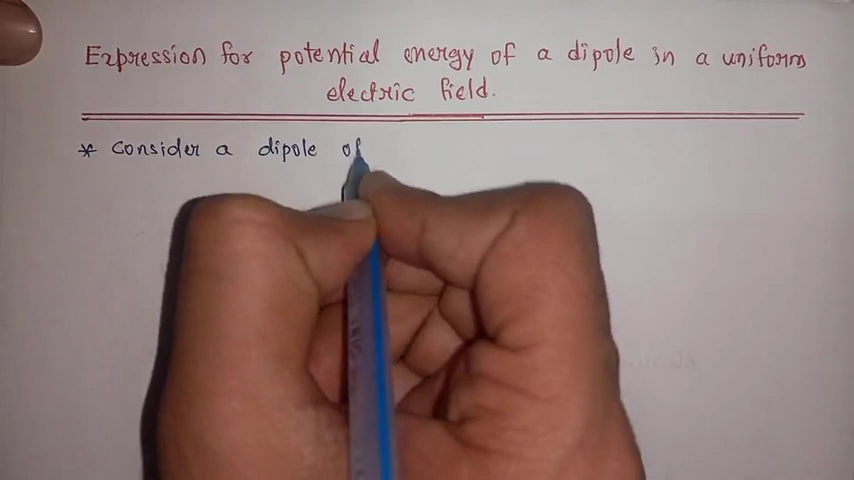 Expression for potential energy of a dipole in a uniform
electric field.
* Consider a dipole of